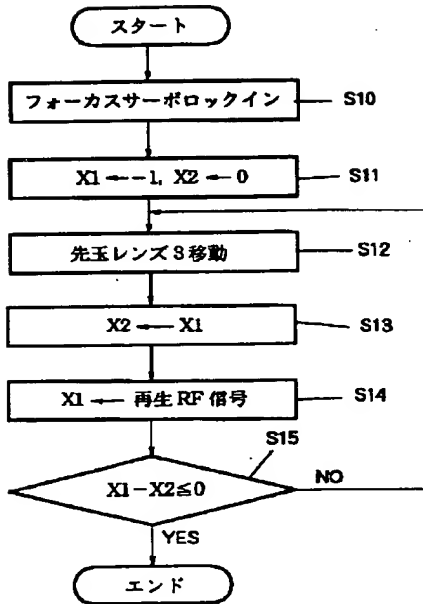 スタート
フォーカスサーボロックイン
S10
X1 ← -1, X2 ← 0
S11
先玉レンズ3移動
S12
X2 ← X1
S13
X1 ← 再生 RF 信号
S14
S15
X1-X2≦0
NO
YES
エンド